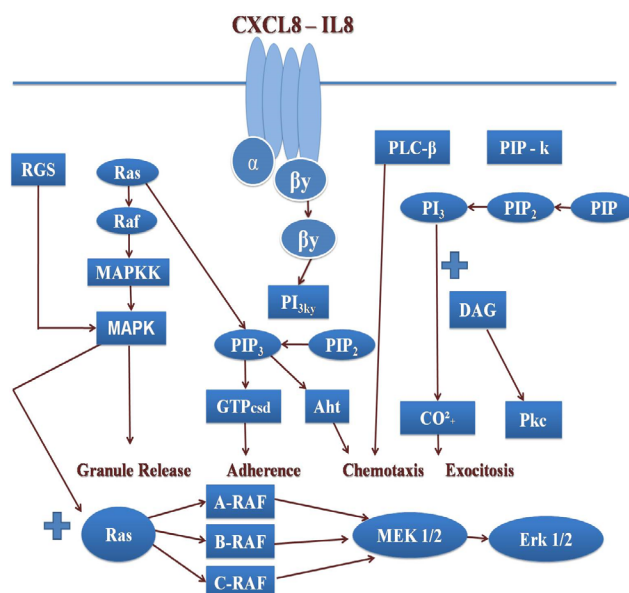 CXCL8 – IL8
α
βy
βy
PI3ky
RGS
Ras
Raf
MAPKK
MAPK
PLC-β
PIP - k
PI3
PIP2
PIP
DAG
PIP3
PIP2
GTPcsd
Aht
CO²+
Pkc
Granule Release
Adherence
Chemotaxis
Exocitosis
Ras
A-RAF
B-RAF
C-RAF
MEK 1/2
Erk 1/2